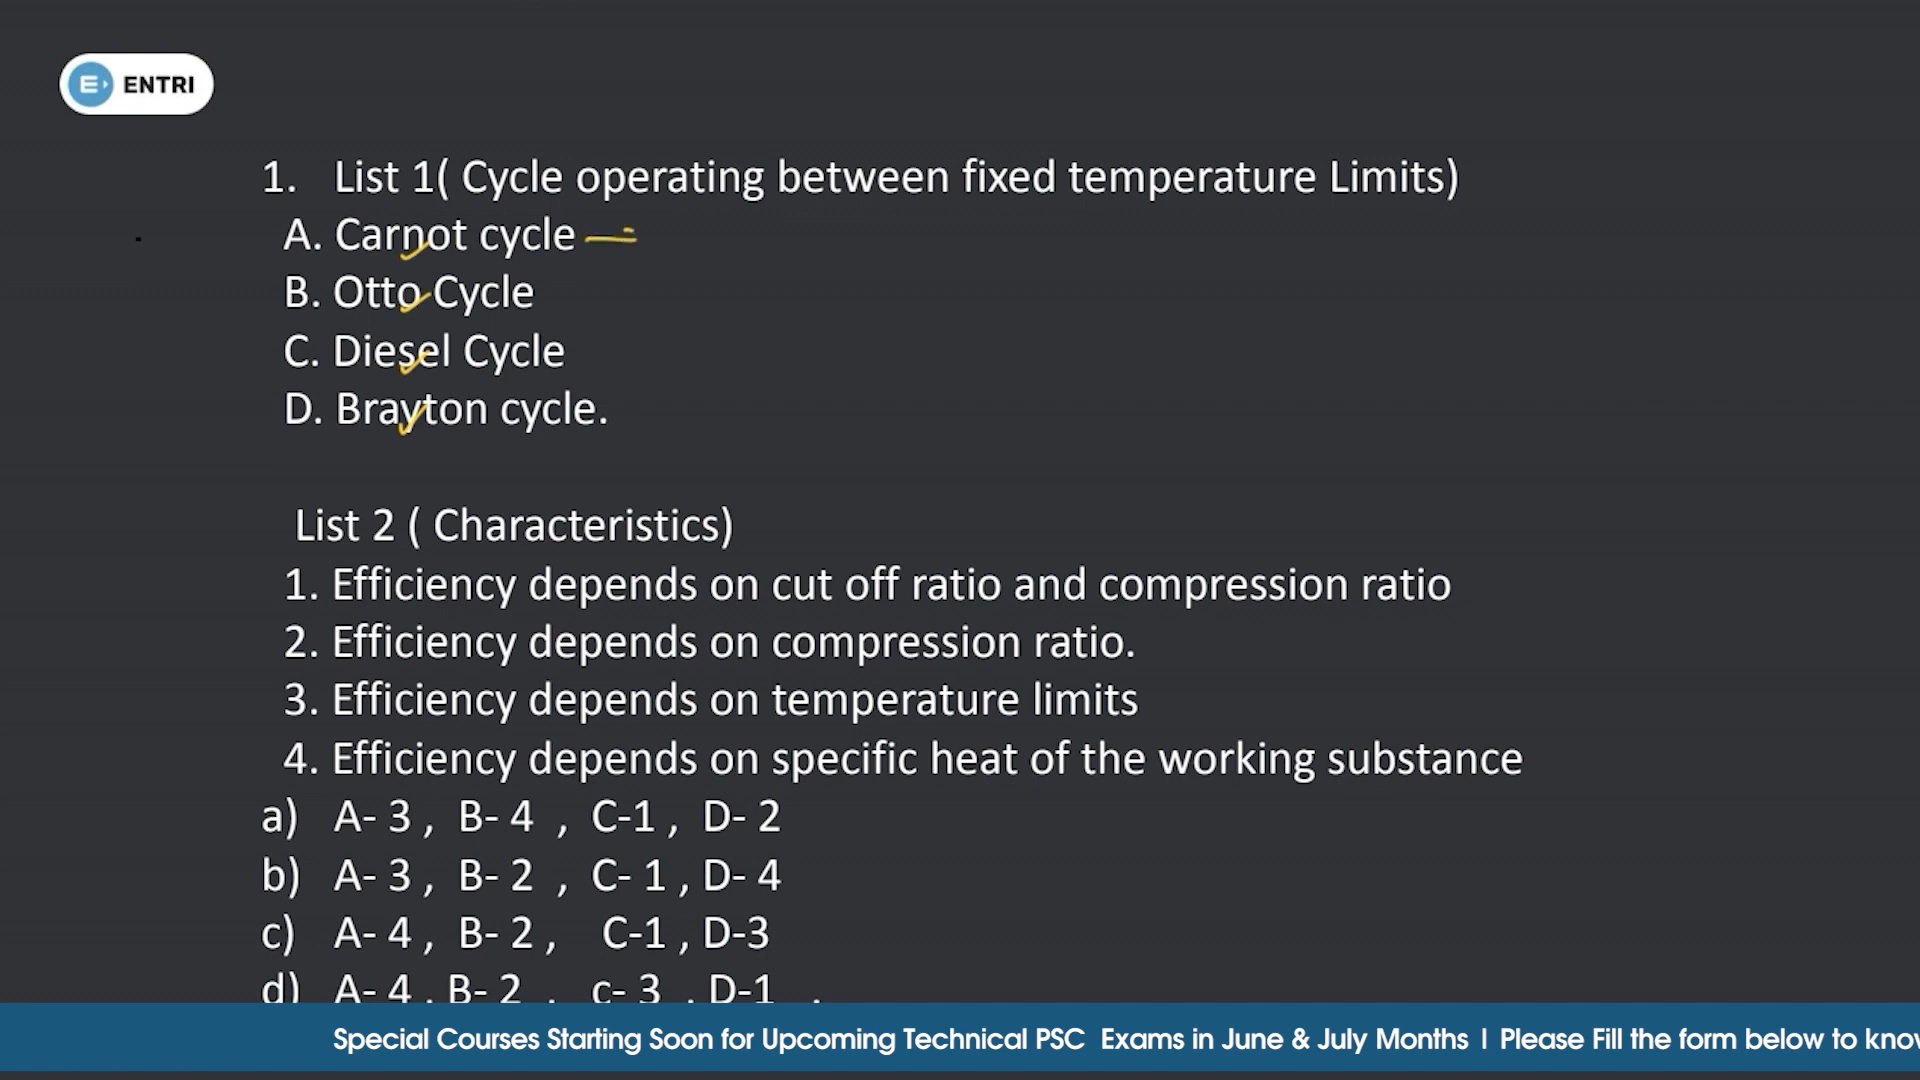 ENTRI
1. List 1( Cycle operating between fixed temperature Limits)
A. Carnot cycle
B. Otto Cycle
C. Diesel Cycle
D. Brayton cycle.
List 2 ( Characteristics)
1. Efficiency depends on cut off ratio and compression ratio
2. Efficiency depends on compression ratio.
3. Efficiency depends on temperature limits
4. Efficiency depends on specific heat of the working substance
a) A- 3 , B- 4 , C-1 , D- 2
b) A- 3 , B- 2 , C- 1 , D- 4
c) A- 4 , B- 2 , C-1 , D-3
d) A- 4 , B- 2 , c- 3 , D-1 .
Special Courses Starting Soon for Upcoming Technical PSC Exams in June & July Months | Please Fill the form below to